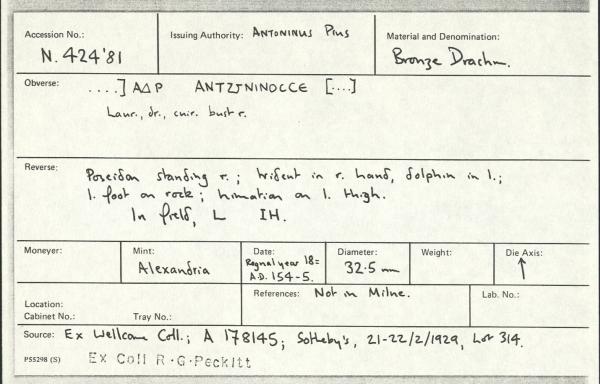 Accession No.: Issuing Authority: ANTONINUS PIUS Material and Denomination:
N. 424'81 Bronze Drachm.
Obverse: ....] ΑΔΡ ΑΝΤΩΝΙΝΟϹϹΕ [....]
Laur., dr., cuir. bust r.
Reverse: Poseidon standing r.; trident in r. hand, dolphin in l.;
l. foot on rock; himation on l. thigh.
In field, L IH.
Moneyer: Mint: Date: Diameter: Weight: Die Axis:
Alexandria Regnal year 18= 32.5 mm ↑
A.D. 154-5.
Location: References: Not in Milne. Lab. No.:
Cabinet No.: Tray No.:
Source: Ex Wellcome Coll.; A 178145; Sotheby's, 21-22/2/1929, Lot 314.
P55298 (S) Ex Coll R.G.Peckitt